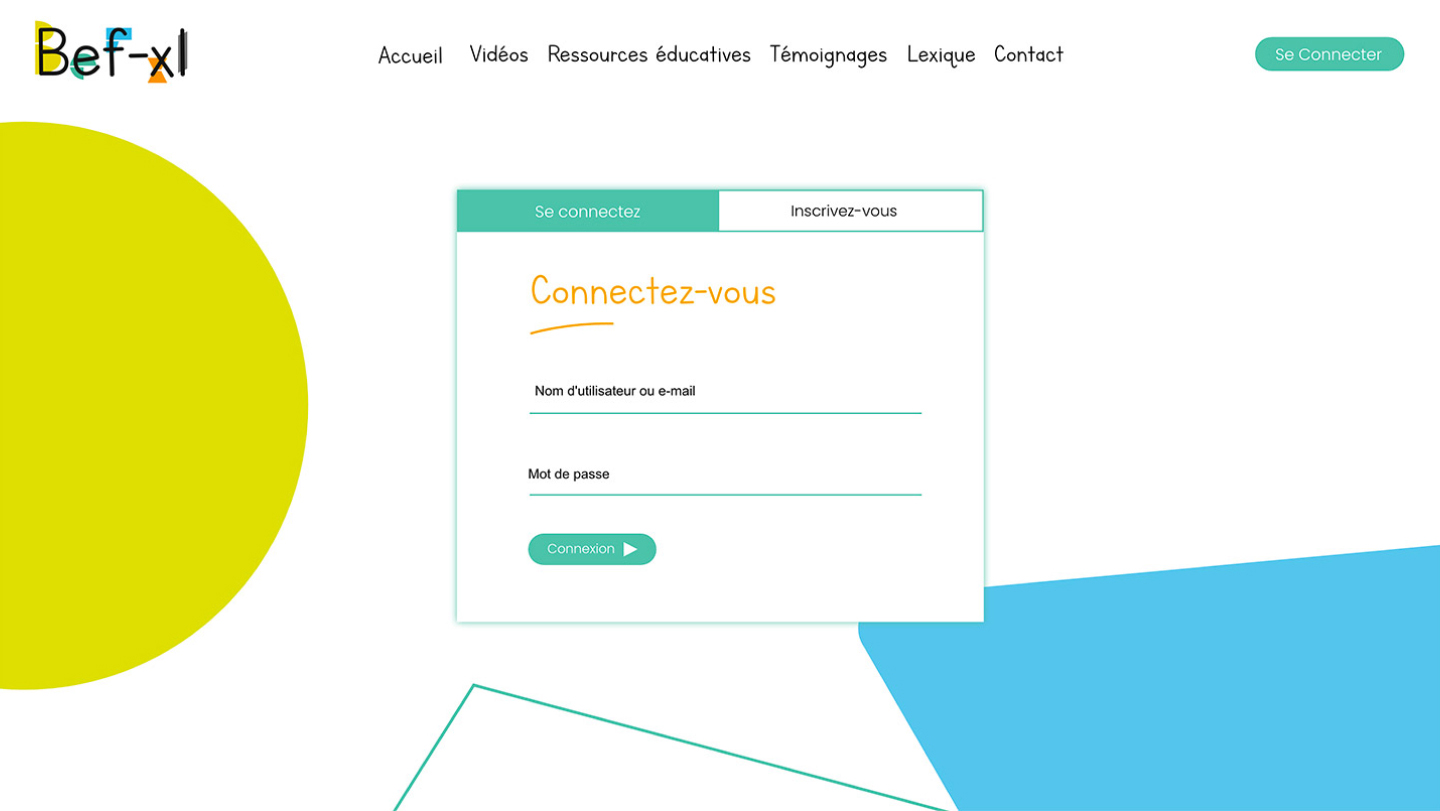 Bef-xl
Accueil Vidéos Ressources éducatives Témoignages Lexique Contact
Se Connecter
Se connectez Inscrivez-vous
Connectez-vous
Nom d'utilisateur ou e-mail
Mot de passe
Connexion